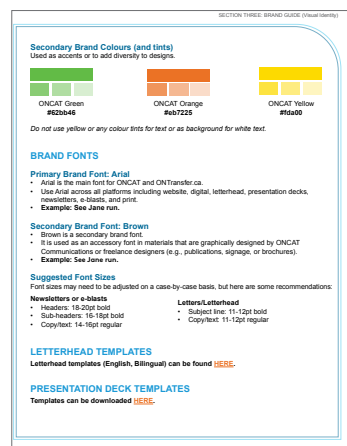 SECTION THREE: BRAND GUIDE (Visual Identity)
Secondary Brand Colours (and tints)
Used as accents or to add diversity to designs.
ONCAT Green
#62bb46
ONCAT Orange
#eb7225
ONCAT Yellow
#fda00
Do not use yellow or any colour tints for text or as background for white text.
BRAND FONTS
Primary Brand Font: Arial
• Arial is the main font for ONCAT and ONTransfer.ca.
• Use Arial across all platforms including website, digital, letterhead, presentation decks,
newsletters, e-blasts, and print.
• Example: See Jane run.
Secondary Brand Font: Brown
• Brown is a secondary brand font.
• It is used as an accessory font in materials that are graphically designed by ONCAT
Communications or freelance designers (e.g., publications, signage, or brochures).
• Example: See Jane run.
Suggested Font Sizes
Font sizes may need to be adjusted on a case-by-case basis, but here are some recommendations:
Newsletters or e-blasts
• Headers: 18-20pt bold
• Sub-headers: 16-18pt bold
• Copy/text: 14-16pt regular
Letters/Letterhead
• Subject line: 11-12pt bold
• Copy/text: 11-12pt regular
LETTERHEAD TEMPLATES
Letterhead templates (English, Bilingual) can be found HERE.
PRESENTATION DECK TEMPLATES
Templates can be downloaded HERE.